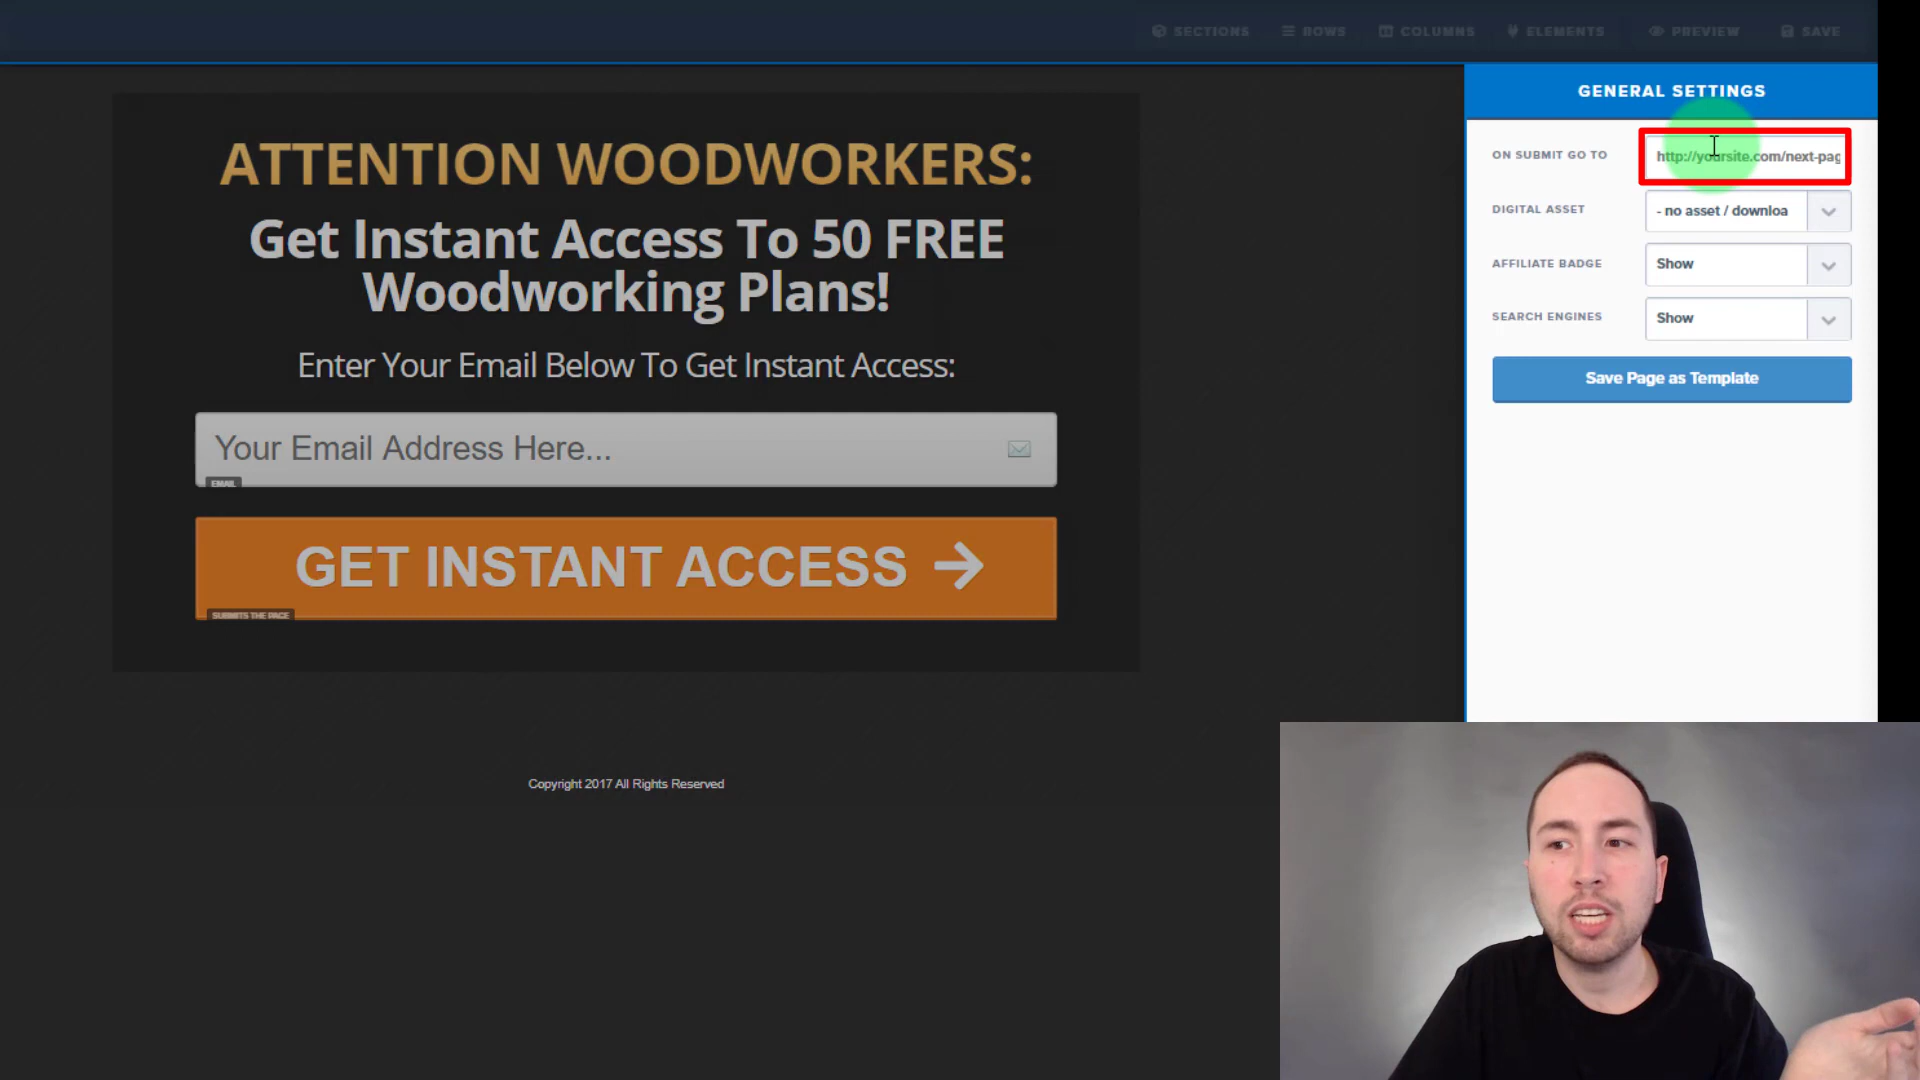 SECTIONS ROWS COLUMNS ELEMENTS PREVIEW SAVE
GENERAL SETTINGS
ON SUBMIT GO TO http://yoursite.com/next-pag
DIGITAL ASSET - no asset / downloa
AFFILIATE BADGE Show
SEARCH ENGINES Show
Save Page as Template
ATTENTION WOODWORKERS:
Get Instant Access To 50 FREE
Woodworking Plans!
Enter Your Email Below To Get Instant Access:
Your Email Address Here...
EMAIL
GET INSTANT ACCESS
SUBMITS THE PAGE
Copyright 2017 All Rights Reserved